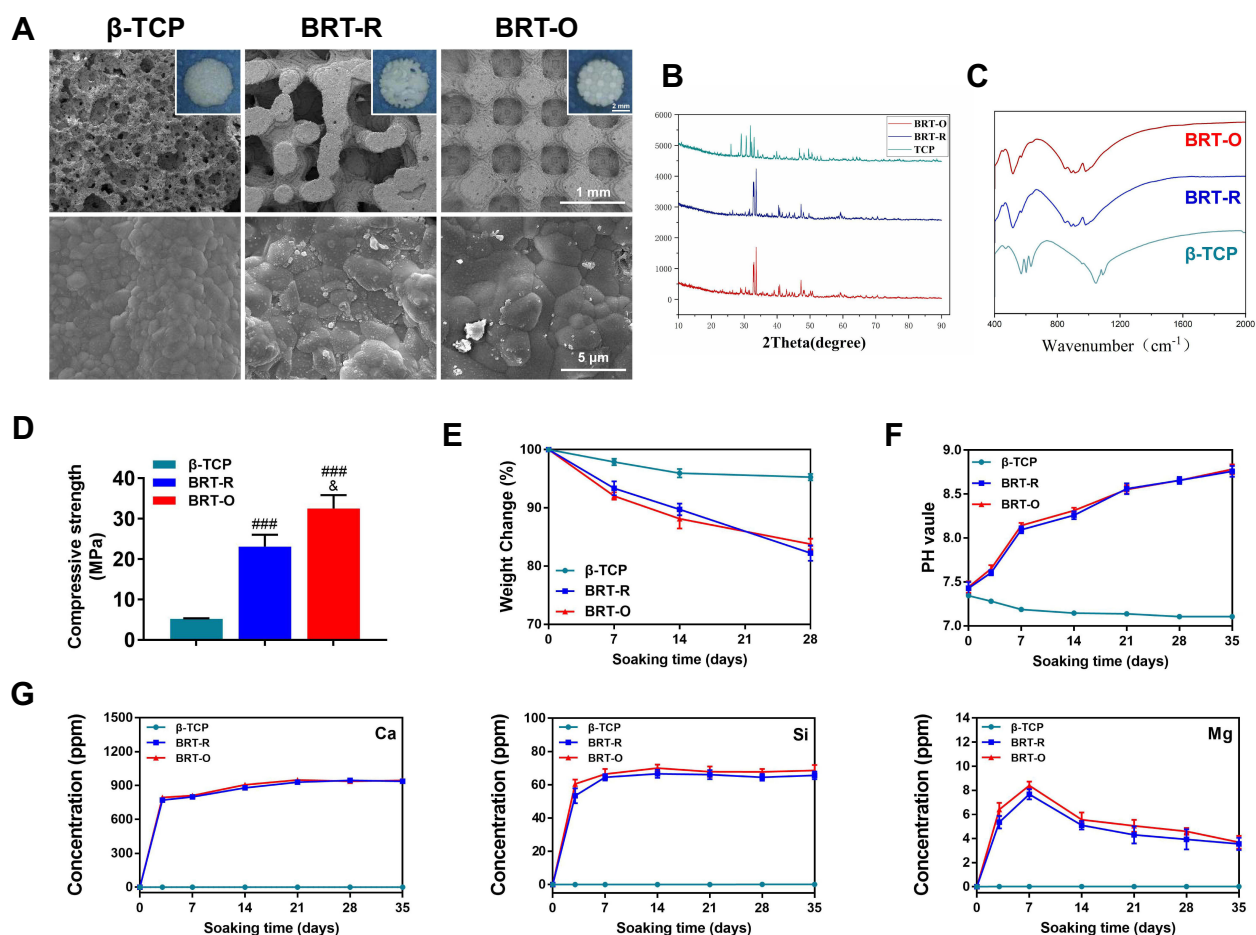 A
β-TCP BRT-R BRT-O
2 mm
1 mm
5 μm
B
BRT-O
BRT-R
TCP
6000
5000
4000
3000
2000
1000
0
10 20 30 40 50 60 70 80 90
2Theta(degree)
C
BRT-O
BRT-R
β-TCP
400 800 1200 1600 2000
Wavenumber（cm⁻¹）
D
β-TCP
BRT-R
BRT-O
###
###
&
Compressive strength
(MPa)
40
30
20
10
0
E
Weight Change (%)
100
90
80
70
β-TCP
BRT-R
BRT-O
0 7 14 21 28
Soaking time (days)
F
PH vaule
9.0
8.5
8.0
7.5
7.0
β-TCP
BRT-R
BRT-O
0 7 14 21 28 35
Soaking time (days)
G
Concentration (ppm)
1500
1200
900
600
300
0
β-TCP
BRT-R
BRT-O
Ca
0 7 14 21 28 35
Soaking time (days)
Concentration (ppm)
100
80
60
40
20
0
β-TCP
BRT-R
BRT-O
Si
0 7 14 21 28 35
Soaking time (days)
Concentration (ppm)
14
12
10
8
6
4
2
0
β-TCP
BRT-R
BRT-O
Mg
0 7 14 21 28 35
Soaking time (days)